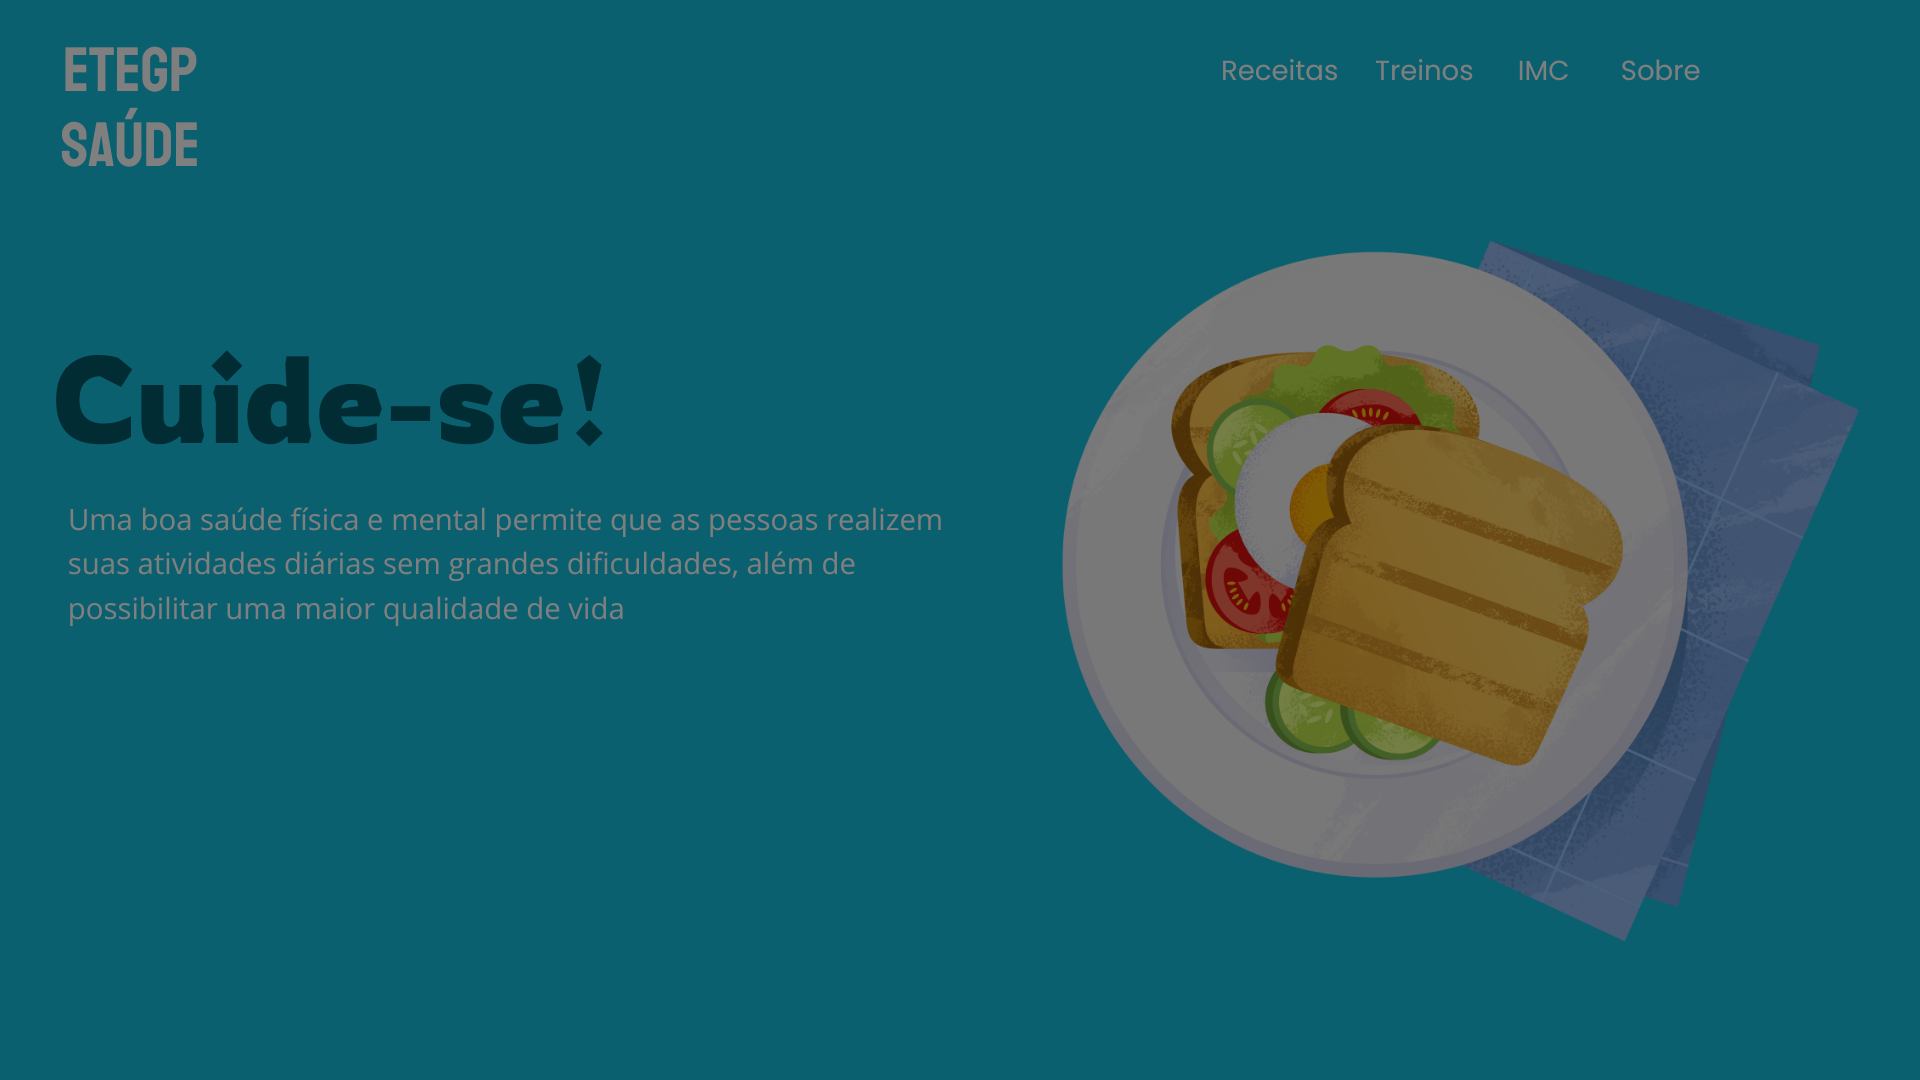 ETEGP
SAÚDE
Receitas Treinos IMC Sobre
Cuide-se!
Uma boa saúde física e mental permite que as pessoas realizem
suas atividades diárias sem grandes dificuldades, além de
possibilitar uma maior qualidade de vida